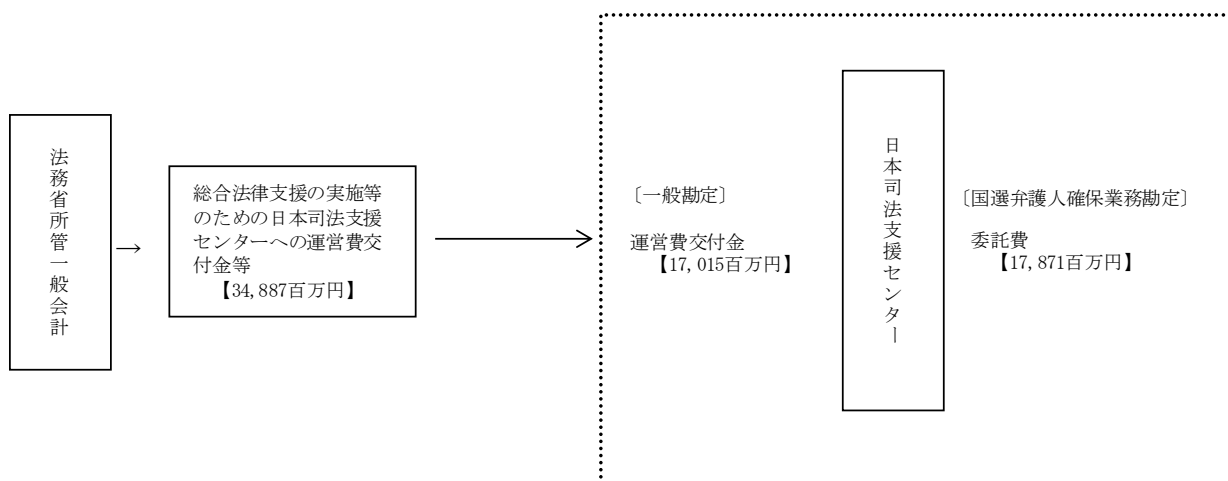 法務省所管一般会計
→
総合法律支援の実施等
のための日本司法支援
センターへの運営費交
付金等
【34,887百万円】
〔一般勘定〕
運営費交付金
【17,015百万円】
日本司法支援センター
〔国選弁護人確保業務勘定〕
委託費
【17,871百万円】